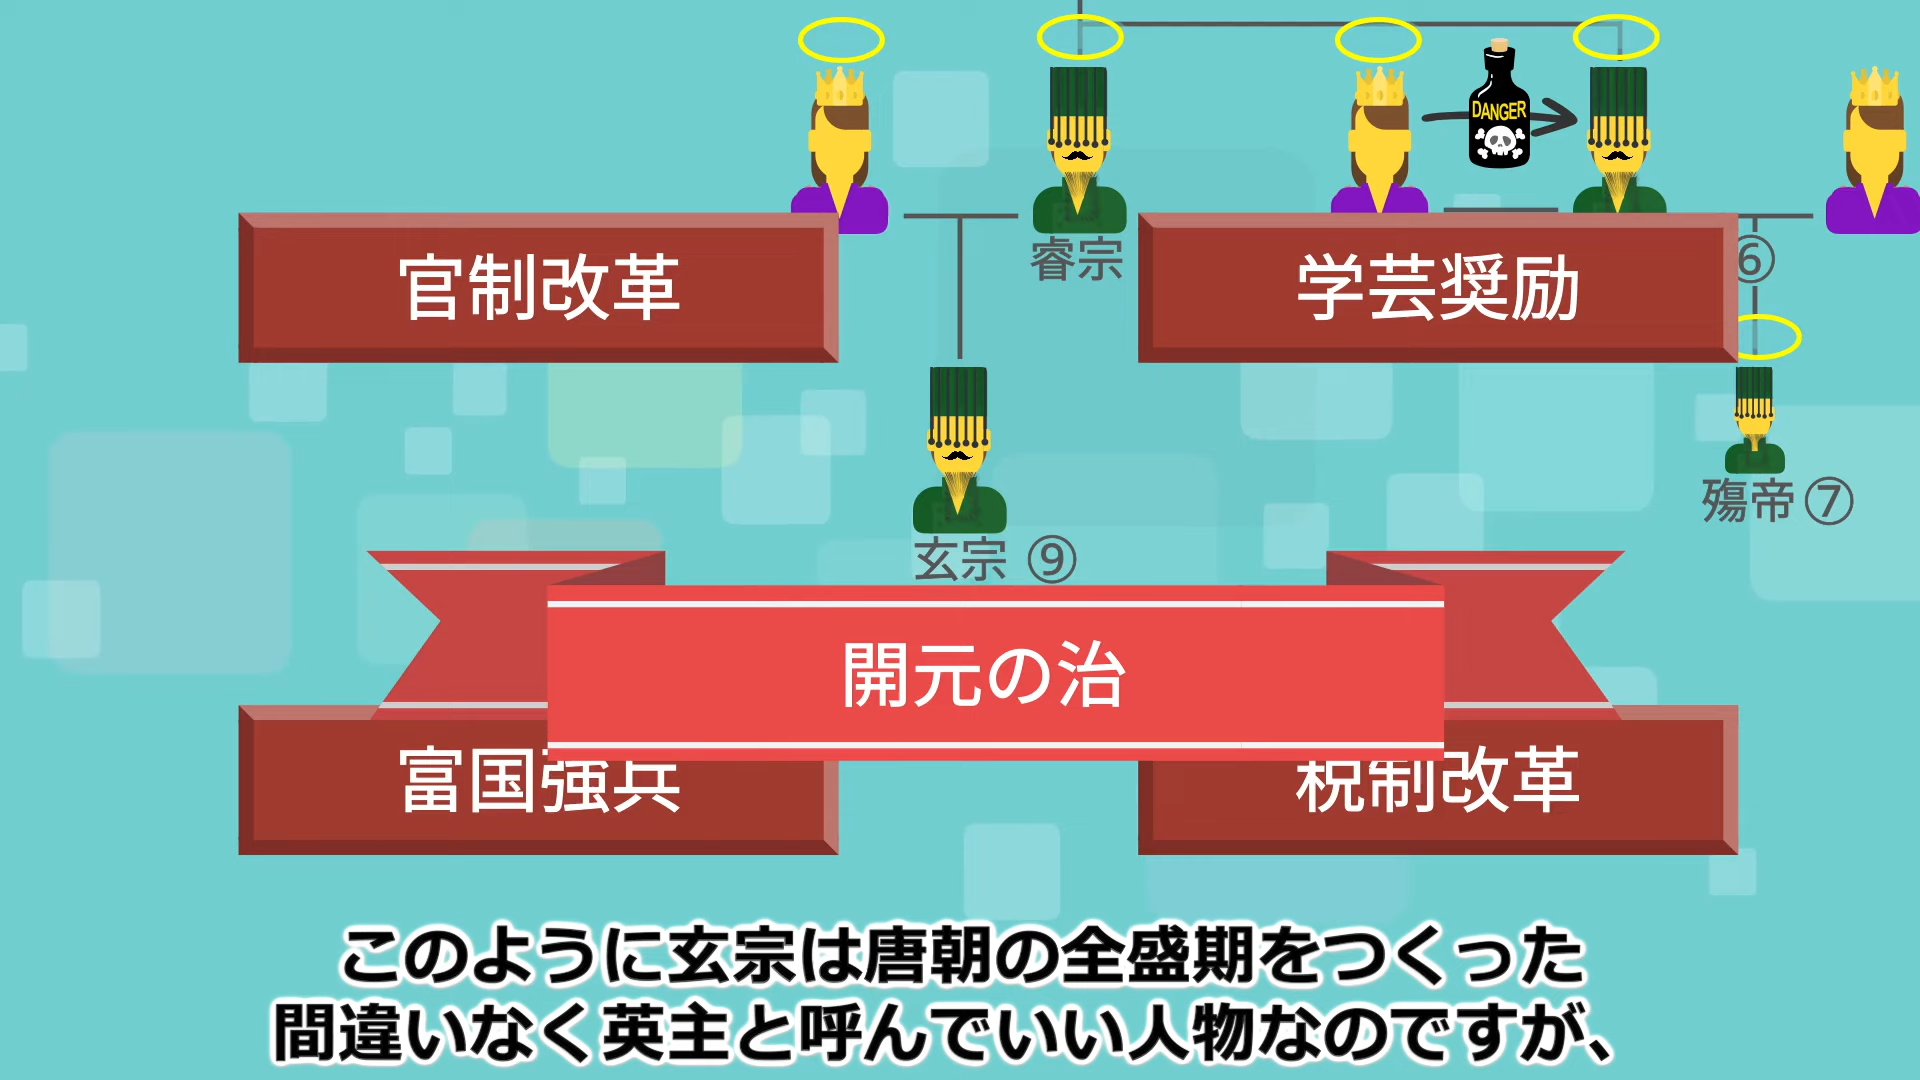 DANGER
睿宗
⑥
官制改革
学芸奨励
殤帝⑦
玄宗 ⑨
開元の治
富国強兵
税制改革
このように玄宗は唐朝の全盛期をつくった
間違いなく英主と呼んでいい人物なのですが、